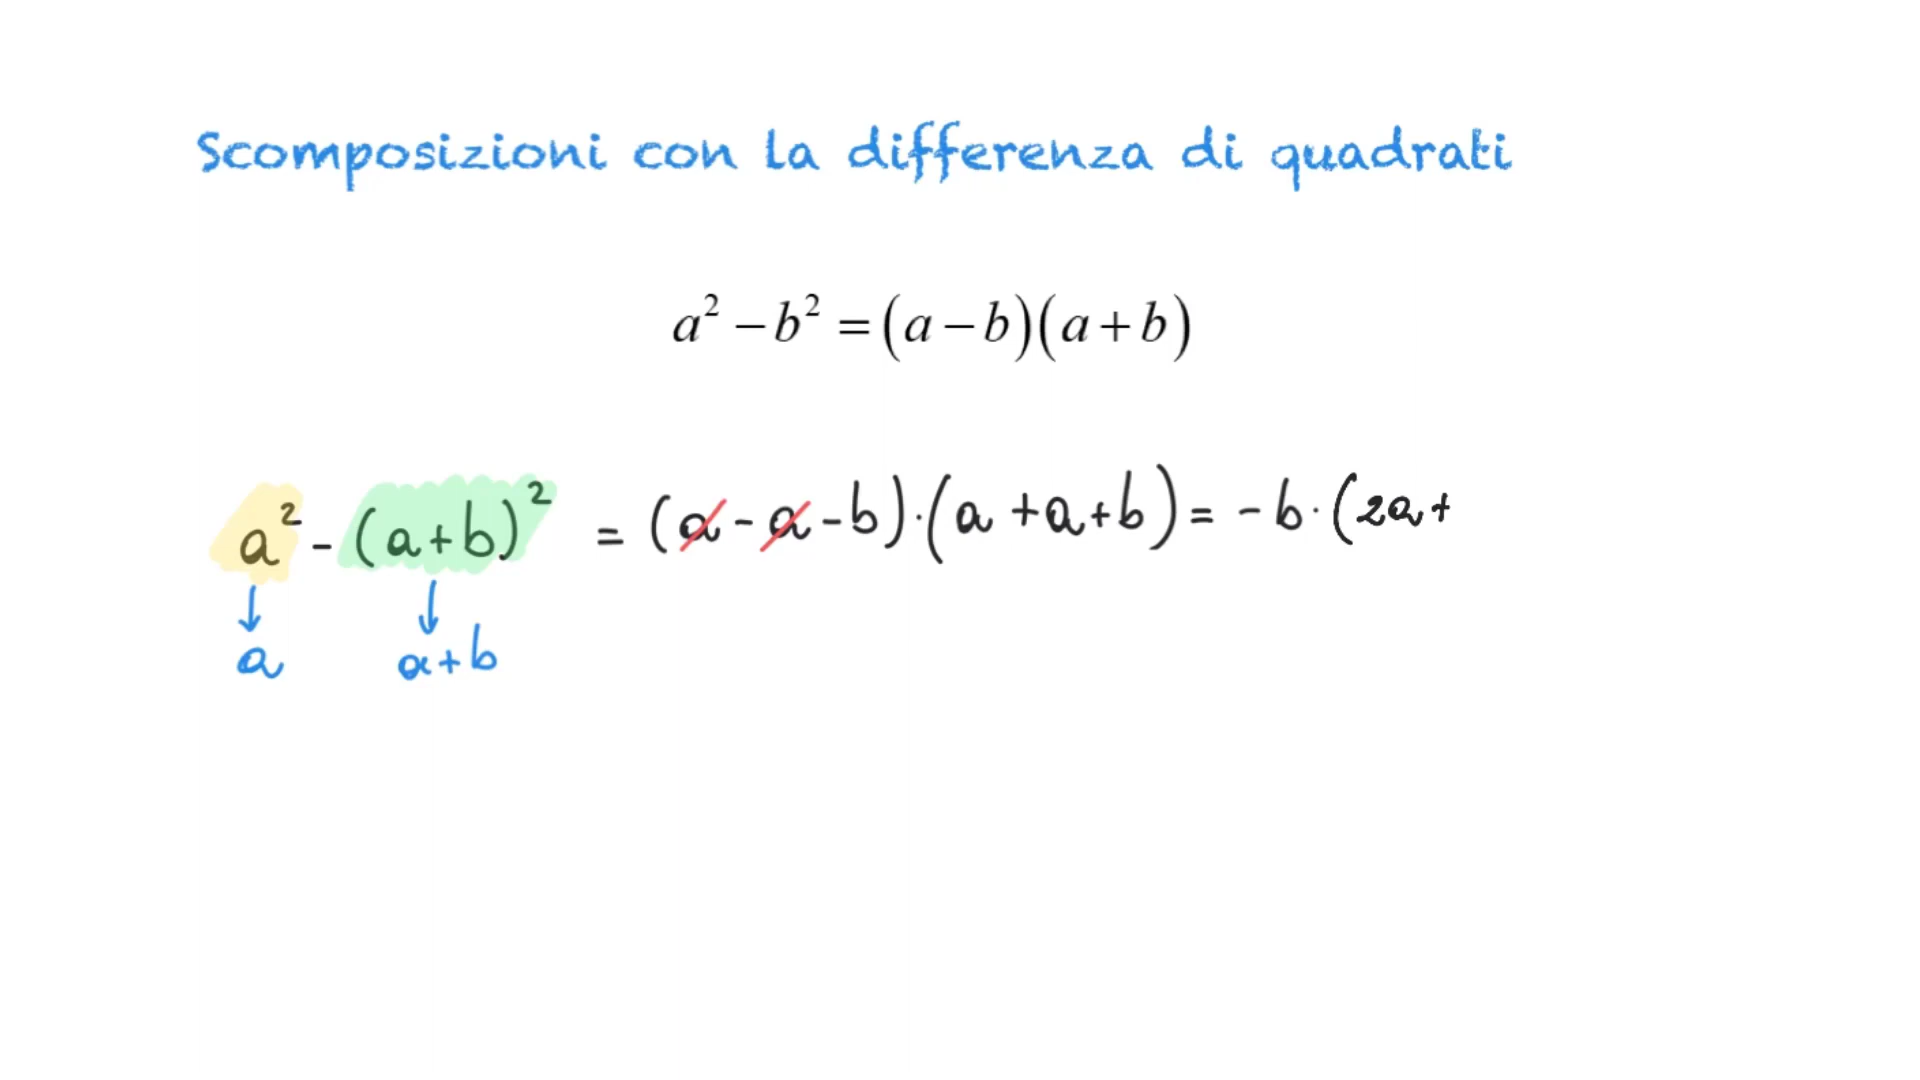 Scomposizioni con la differenza di quadrati
a² − b² = (a − b)(a + b)
a² - (a+b)² = (a - a - b)·(a + a + b) = - b·(2a +
↓ ↓
a a+b